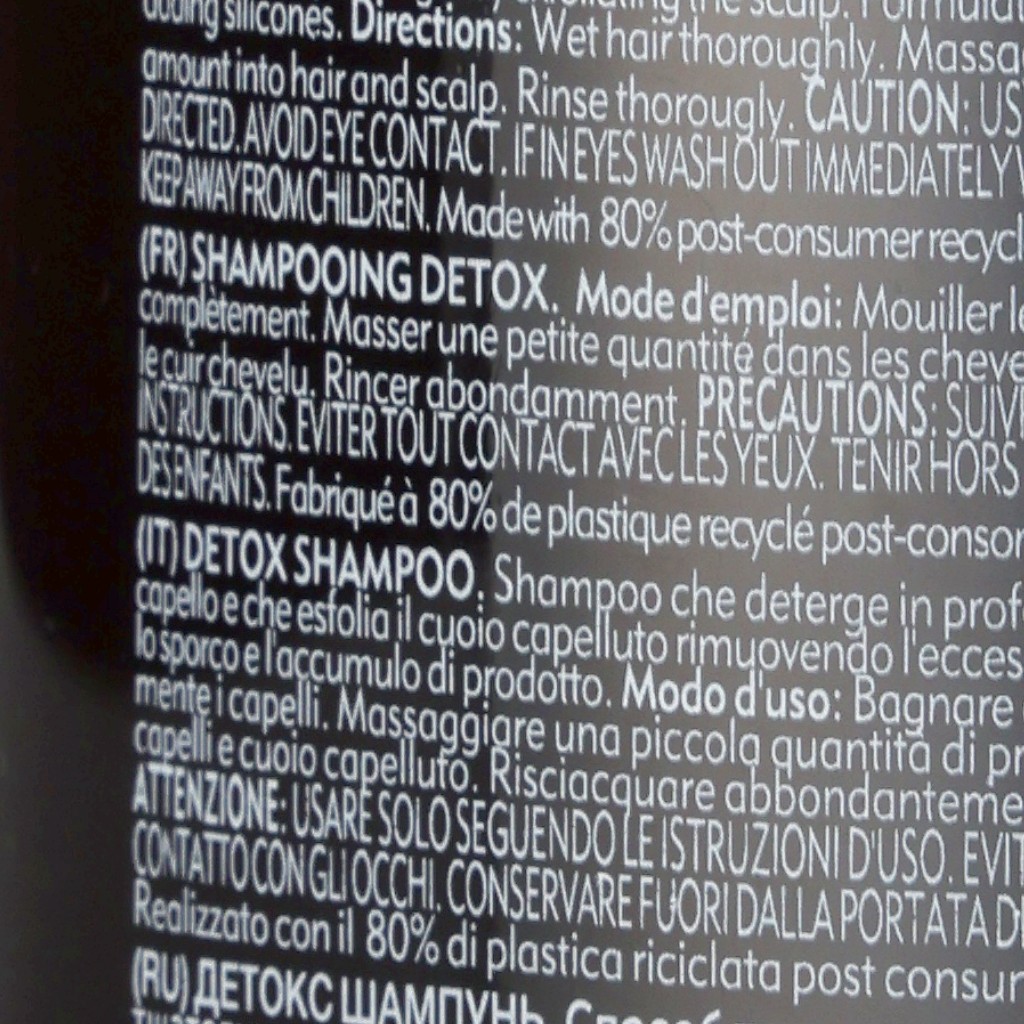 exfoliating the scalp.
silicones. Directions: Wet hair thoroughly.
amount into hair and scalp. Rinse thorougly. CAUTION:
DIRECTED. AVOID EYE CONTACT. IF IN EYES WASH OUT IMMEDIATELY
KEEP AWAY FROM CHILDREN. Made with 80% post-consumer recycl
(FR) SHAMPOOING DETOX. Mode d'emploi: Mouiller le
complètement. Masser une petite quantité dans les cheve
le cuir chevelu. Rincer abondamment. PRÉCAUTIONS: SUIV
INSTRUCTIONS. EVITER TOUT CONTACT AVEC LES YEUX. TENIR HORS
DES ENFANTS. Fabriqué à 80% de plastique recyclé post-consor
(IT) DETOX SHAMPOO. Shampoo che deterge in prof
capello e che esfolia il cuoio capelluto rimuovendo l'ecces
lo sporco e l'accumulo di prodotto. Modo d'uso: Bagnare
mente i capelli. Massaggiare una piccola quantità di pr
capelli e cuoio capelluto. Risciacquare abbondanteme
ATTENZIONE: USARE SOLO SEGUENDO LE ISTRUZIONI D'USO. EVIT
CONTATTO CON GLI OCCHI. CONSERVARE FUORI DALLA PORTATA D
Realizzato con il 80% di plastica riciclata post consur
(RU) ДЕТОКС ШАМПУНЬ.